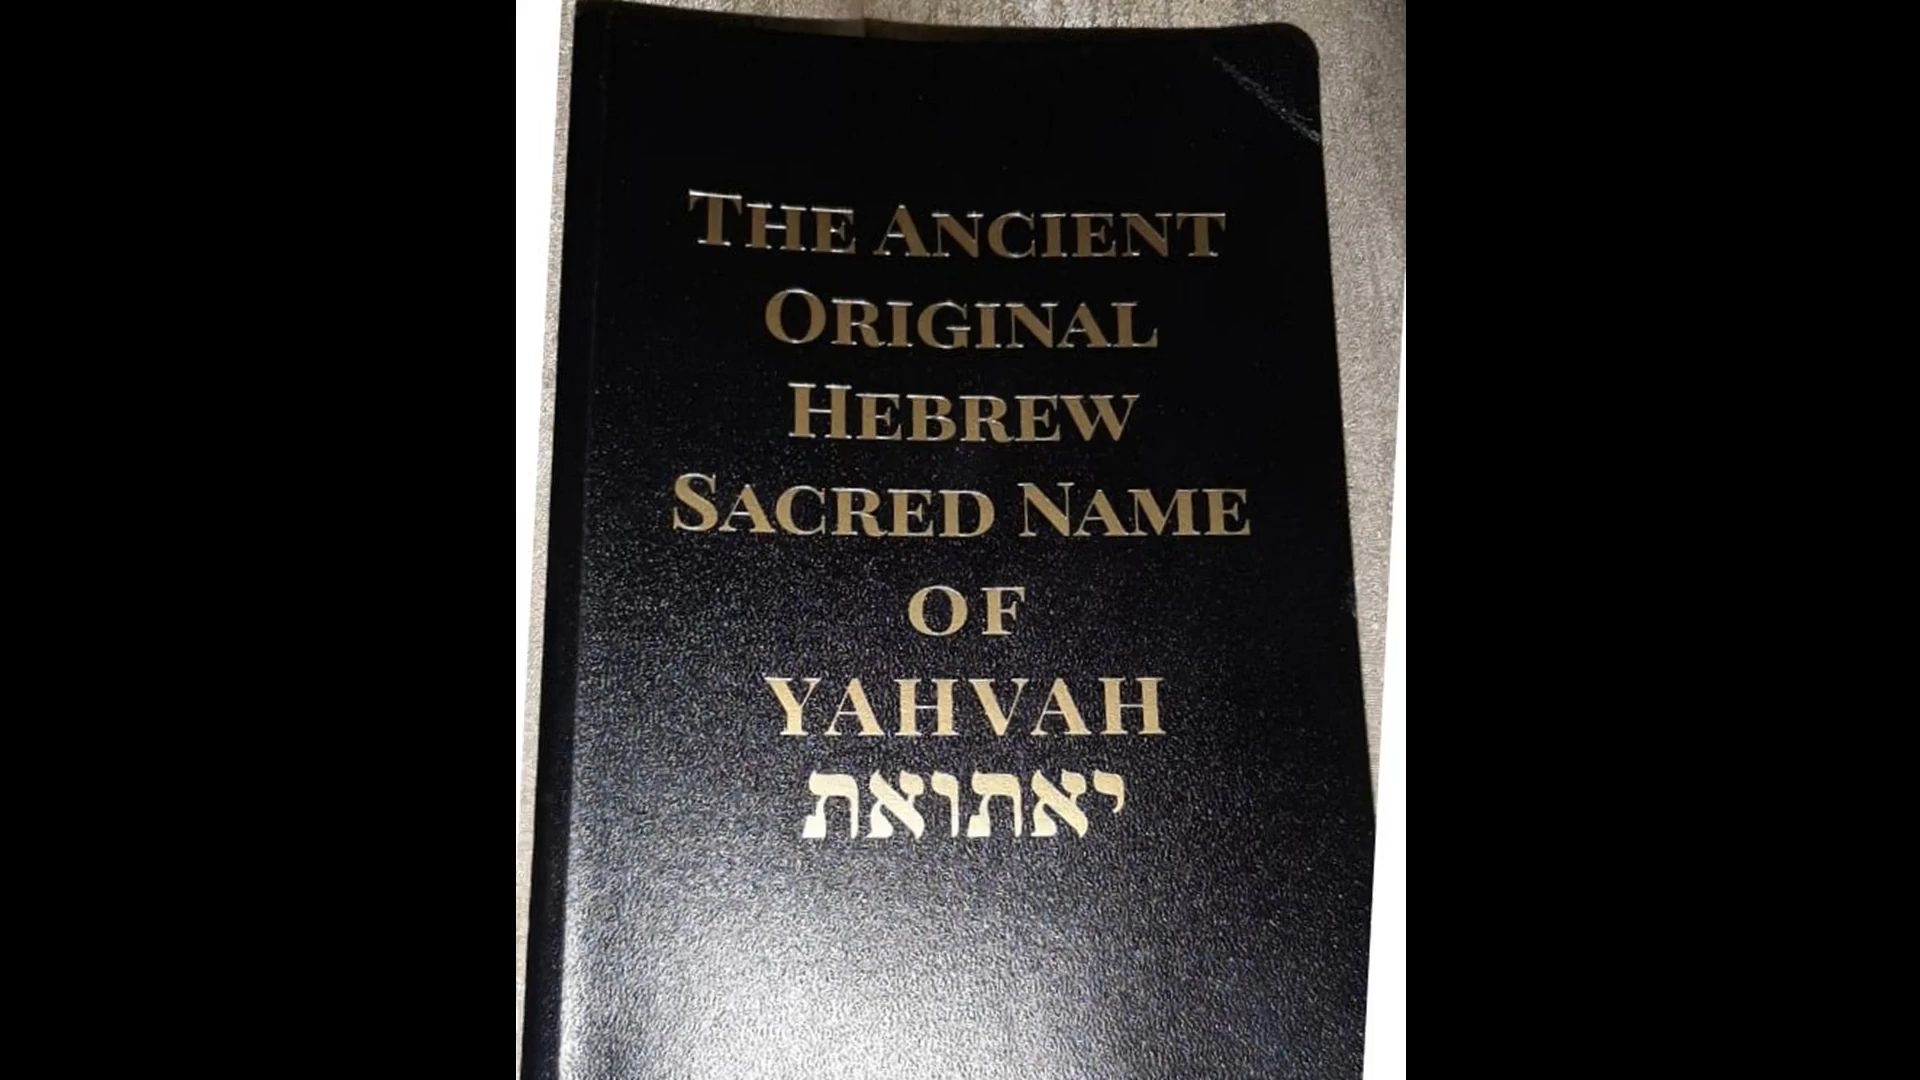 THE ANCIENT
ORIGINAL
HEBREW
SACRED NAME
OF
YAHVAH
יאתואת